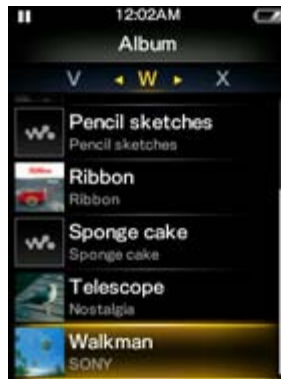 12:02AM
Album
V W X
Pencil sketches
Pencil sketches
Ribbon
Ribbon
Sponge cake
Sponge cake
Telescope
Nostalgia
Walkman
SONY